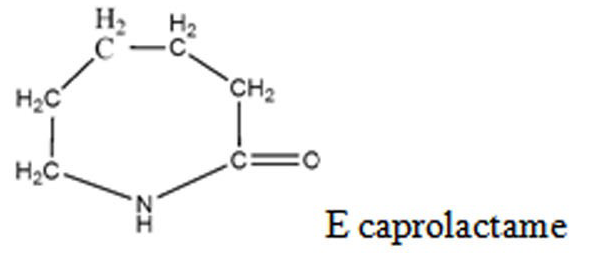 H₂ H₂
C C
H₂C CH₂
H₂C C O
N
H
E caprolactame